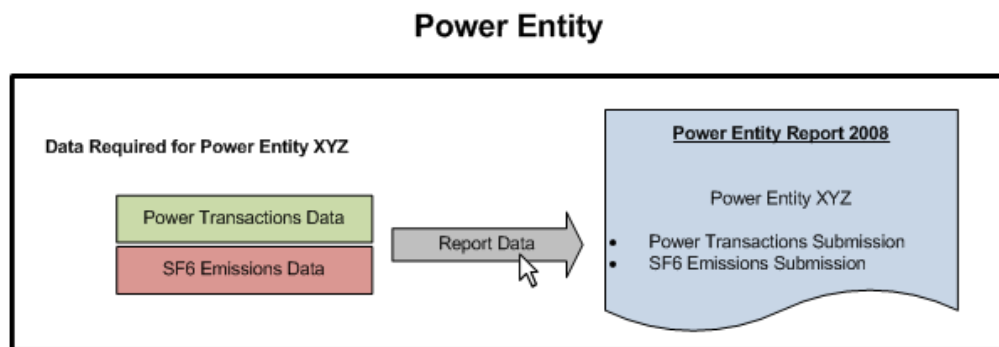 Power Entity
Data Required for Power Entity XYZ
Power Transactions Data
SF6 Emissions Data
Report Data
Power Entity Report 2008
Power Entity XYZ
• Power Transactions Submission
• SF6 Emissions Submission